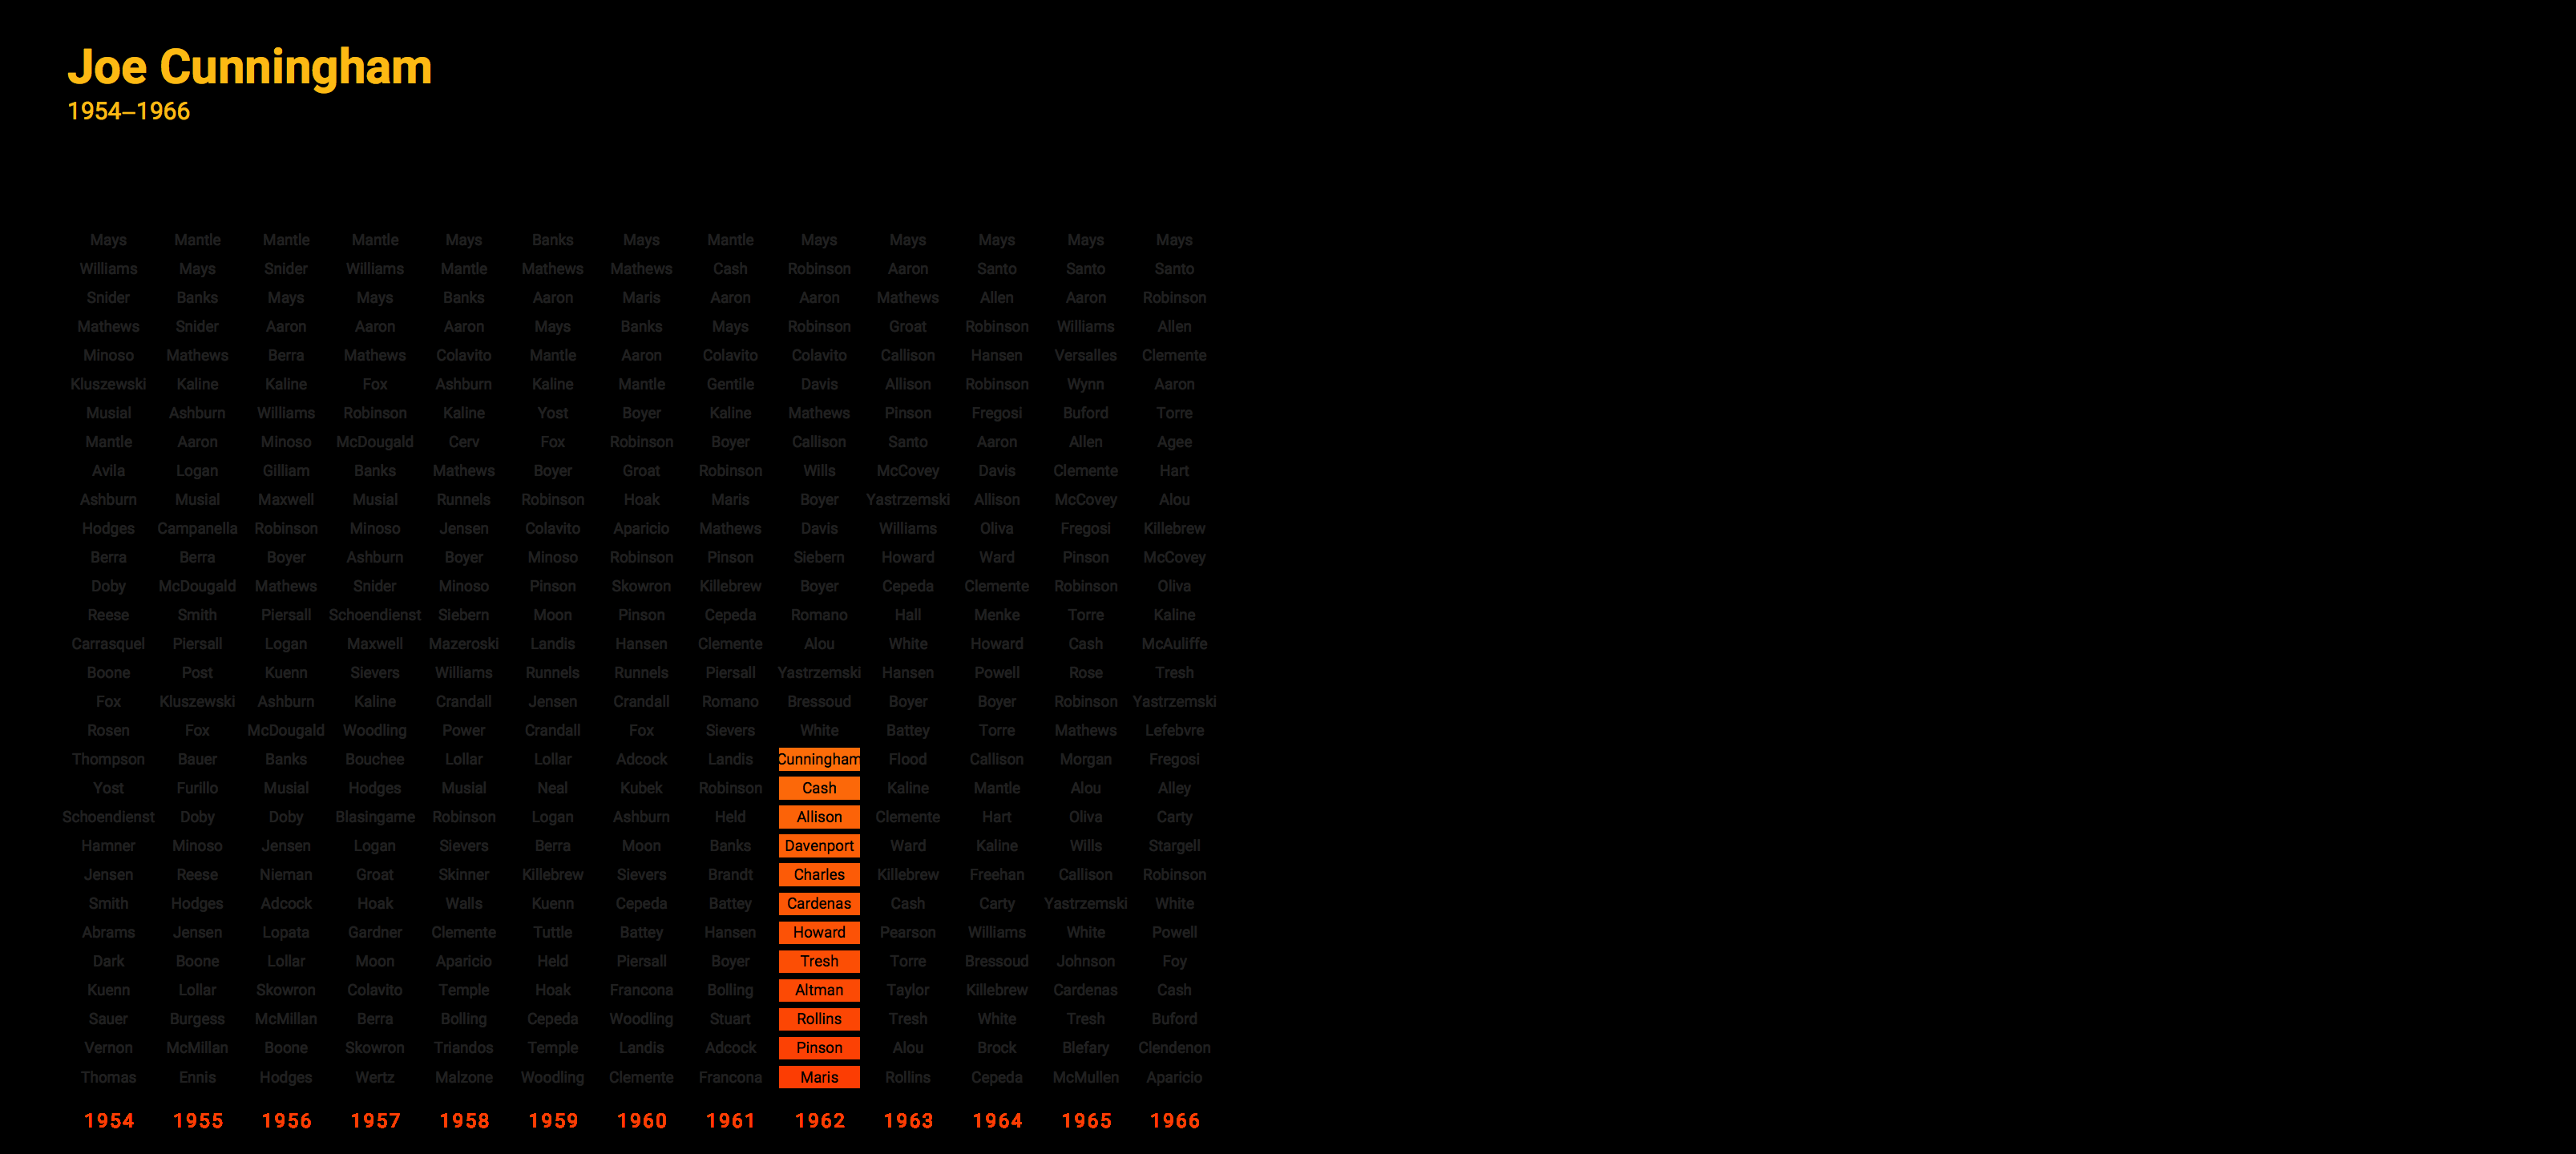 Joe Cunningham
1954–1966
Mays Mantle Mantle Mantle Mays Banks Mays Mantle Mays Mays Mays Mays Mays
Williams Mays Snider Williams Mantle Mathews Mathews Cash Robinson Aaron Santo Santo Santo
Snider Banks Mays Mays Banks Aaron Maris Aaron Aaron Mathews Allen Aaron Robinson
Mathews Snider Aaron Aaron Aaron Mays Banks Mays Robinson Groat Robinson Williams Allen
Minoso Mathews Berra Mathews Colavito Mantle Aaron Colavito Colavito Callison Hansen Versalles Clemente
Kluszewski Kaline Kaline Fox Ashburn Kaline Mantle Gentile Davis Allison Robinson Wynn Aaron
Musial Ashburn Williams Robinson Kaline Yost Boyer Kaline Mathews Pinson Fregosi Buford Torre
Mantle Aaron Minoso McDougald Cerv Fox Robinson Boyer Callison Santo Aaron Allen Agee
Avila Logan Gilliam Banks Mathews Boyer Groat Robinson Wills McCovey Davis Clemente Hart
Ashburn Musial Maxwell Musial Runnels Robinson Hoak Maris Boyer Yastrzemski Allison McCovey Alou
Hodges Campanella Robinson Minoso Jensen Colavito Aparicio Mathews Davis Williams Oliva Fregosi Killebrew
Berra Berra Boyer Ashburn Boyer Minoso Robinson Pinson Siebern Howard Ward Pinson McCovey
Doby McDougald Mathews Snider Minoso Pinson Skowron Killebrew Boyer Cepeda Clemente Robinson Oliva
Reese Smith Piersall Schoendienst Siebern Moon Pinson Cepeda Romano Hall Menke Torre Kaline
Carrasquel Piersall Logan Maxwell Mazeroski Landis Hansen Clemente Alou White Howard Cash McAuliffe
Boone Post Kuenn Sievers Williams Runnels Runnels Piersall Yastrzemski Hansen Powell Rose Tresh
Fox Kluszewski Ashburn Kaline Crandall Jensen Crandall Romano Bressoud Boyer Boyer Robinson Yastrzemski
Rosen Fox McDougald Woodling Power Crandall Fox Sievers White Battey Torre Mathews Lefebvre
Thompson Bauer Banks Bouchee Lollar Lollar Adcock Landis Cunningham Flood Callison Morgan Fregosi
Yost Furillo Musial Hodges Musial Neal Kubek Robinson Cash Kaline Mantle Alou Alley
Schoendienst Doby Doby Blasingame Robinson Logan Ashburn Held Allison Clemente Hart Oliva Carty
Hamner Minoso Jensen Logan Sievers Berra Moon Banks Davenport Ward Kaline Wills Stargell
Jensen Reese Nieman Groat Skinner Killebrew Sievers Brandt Charles Killebrew Freehan Callison Robinson
Smith Hodges Adcock Hoak Walls Kuenn Cepeda Battey Cardenas Cash Carty Yastrzemski White
Abrams Jensen Lopata Gardner Clemente Tuttle Battey Hansen Howard Pearson Williams White Powell
Dark Boone Lollar Moon Aparicio Held Piersall Boyer Tresh Torre Bressoud Johnson Foy
Kuenn Lollar Skowron Colavito Temple Hoak Francona Bolling Altman Taylor Killebrew Cardenas Cash
Sauer Burgess McMillan Berra Bolling Cepeda Woodling Stuart Rollins Tresh White Tresh Buford
Vernon McMillan Boone Skowron Triandos Temple Landis Adcock Pinson Alou Brock Blefary Clendenon
Thomas Ennis Hodges Wertz Malzone Woodling Clemente Francona Maris Rollins Cepeda McMullen Aparicio
1954 1955 1956 1957 1958 1959 1960 1961 1962 1963 1964 1965 1966